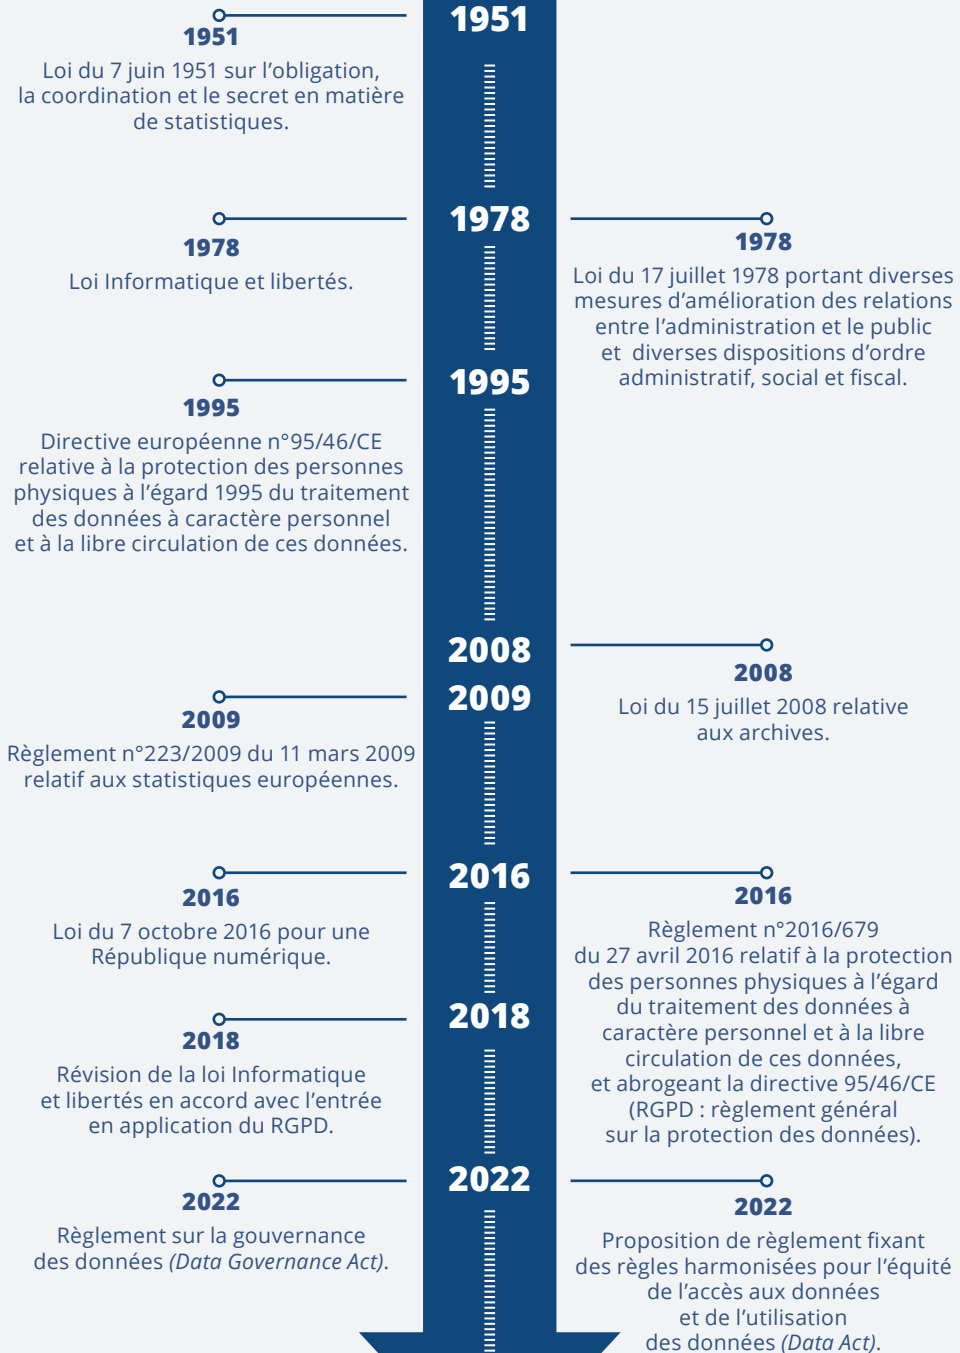 1951
1951
Loi du 7 juin 1951 sur l’obligation,
la coordination et le secret en matière
de statistiques.
1978
1978
Loi Informatique et libertés.
1978
Loi du 17 juillet 1978 portant diverses
mesures d’amélioration des relations
entre l’administration et le public
et diverses dispositions d’ordre
administratif, social et fiscal.
1995
1995
Directive européenne n°95/46/CE
relative à la protection des personnes
physiques à l’égard 1995 du traitement
des données à caractère personnel
et à la libre circulation de ces données.
2008
2008
Loi du 15 juillet 2008 relative
aux archives.
2009
2009
Règlement n°223/2009 du 11 mars 2009
relatif aux statistiques européennes.
2016
2016
Loi du 7 octobre 2016 pour une
République numérique.
2016
Règlement n°2016/679
du 27 avril 2016 relatif à la protection
des personnes physiques à l’égard
du traitement des données à
caractère personnel et à la libre
circulation de ces données,
et abrogeant la directive 95/46/CE
(RGPD : règlement général
sur la protection des données).
2018
2018
Révision de la loi Informatique
et libertés en accord avec l’entrée
en application du RGPD.
2022
2022
Règlement sur la gouvernance
des données (Data Governance Act).
2022
Proposition de règlement fixant
des règles harmonisées pour l’équité
de l’accès aux données
et de l’utilisation
des données (Data Act).